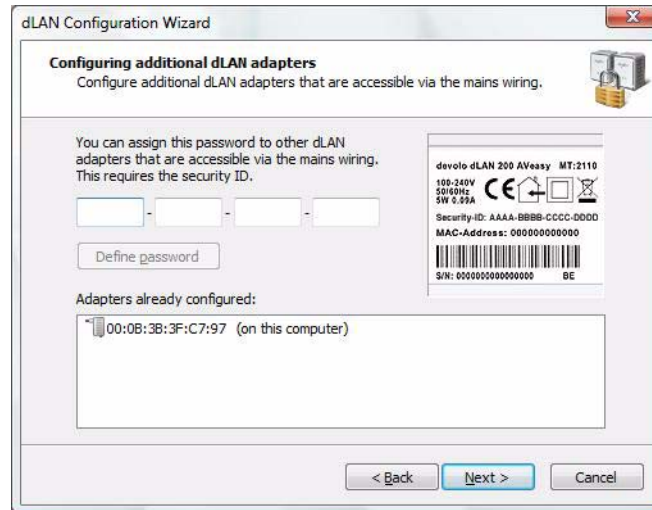 dLAN Configuration Wizard
Configuring additional dLAN adapters
Configure additional dLAN adapters that are accessible via the mains wiring.
You can assign this password to other dLAN
adapters that are accessible via the mains wiring.
This requires the security ID.
- - -
Define password
devolo dLAN 200 AVeasy MT:2110
100-240V
50/60Hz
5W 0.09A
CE
Security-ID: AAAA-BBBB-CCCC-DDDD
MAC-Address: 000000000000
S/N: 0000000000000000 BE
Adapters already configured:
00:0B:3B:3F:C7:97 (on this computer)
< Back
Next >
Cancel